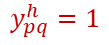 y_{pq}^{h} = 1